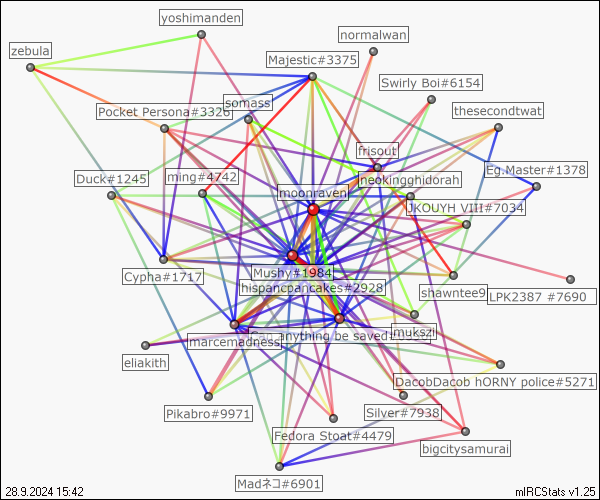 yoshimanden
normalwan
zebula
Majestic#3375
Swirly Boi#6154
somass
Pocket Persona#3326
thesecondtwat
frisout
Eg.Master#1378
Duck#1245
ming#4742
neokingghidorah
moonraven
JKOUYH VIII#7034
Mushy#1984
Cypha#1717
hispancpancakes#2928
shawntee9
LPK2387 #7690
mukszi
Can anything be saved
marcemadness
eliakith
DacobDacob hORNY police#5271
Pikabro#9971
Silver#7938
Fedora Stoat#4479
bigcitysamurai
Madネコ#6901
28.9.2024 15:42
mIRCStats v1.25